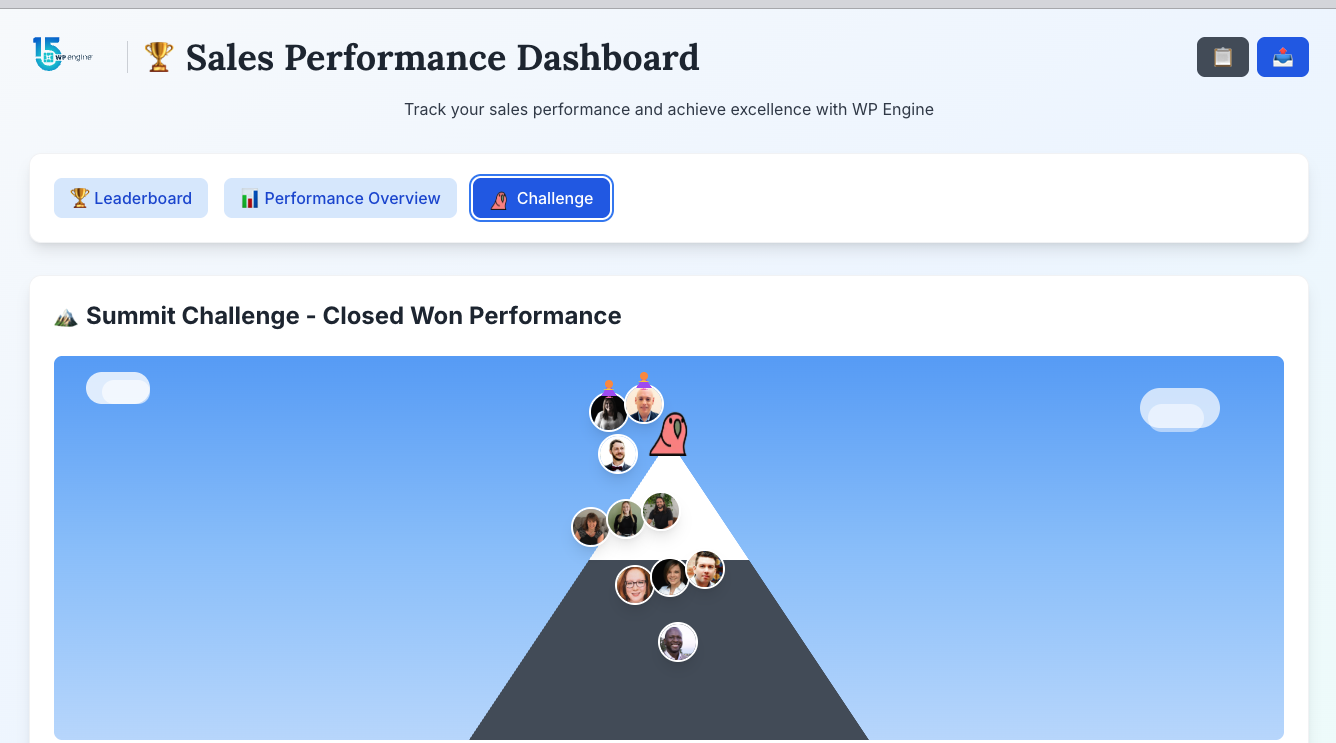 15
WP engine
Sales Performance Dashboard
Track your sales performance and achieve excellence with WP Engine
Leaderboard
Performance Overview
Challenge
Summit Challenge - Closed Won Performance